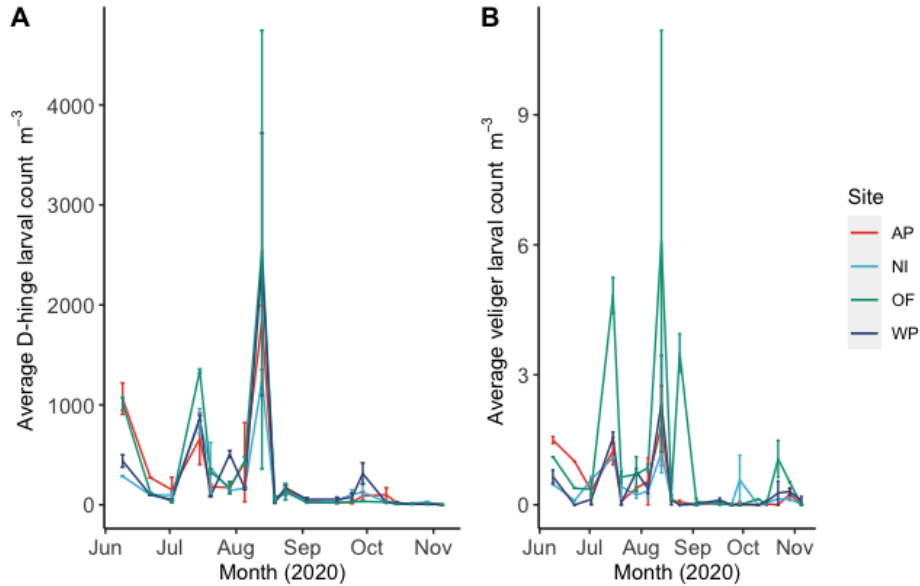 A
Average D-hinge larval count m⁻³
4000
3000
2000
1000
0
Jun Jul Aug Sep Oct Nov
Month (2020)
B
Average veliger larval count m⁻³
9
6
3
0
Jun Jul Aug Sep Oct Nov
Month (2020)
Site
AP
NI
OF
WP